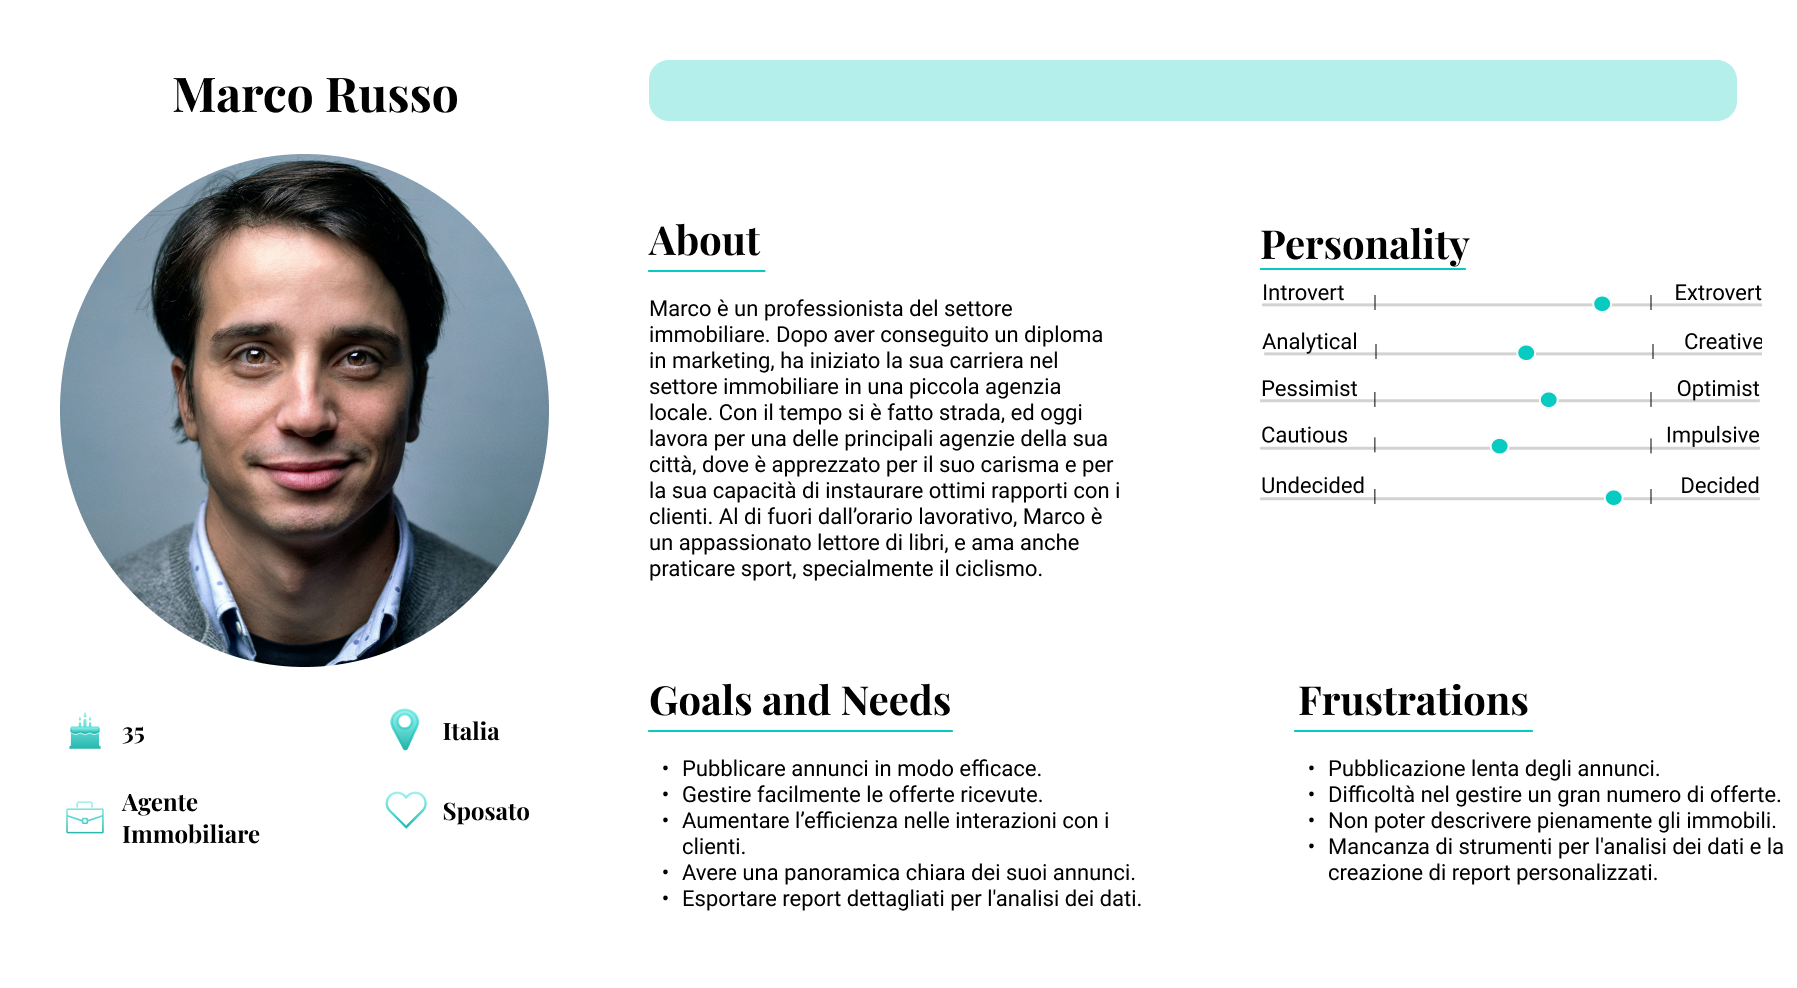 Marco Russo
35
Italia
Agente
Immobiliare
Sposato
About
Marco è un professionista del settore
immobiliare. Dopo aver conseguito un diploma
in marketing, ha iniziato la sua carriera nel
settore immobiliare in una piccola agenzia
locale. Con il tempo si è fatto strada, ed oggi
lavora per una delle principali agenzie della sua
città, dove è apprezzato per il suo carisma e per
la sua capacità di instaurare ottimi rapporti con i
clienti. Al di fuori dall’orario lavorativo, Marco è
un appassionato lettore di libri, e ama anche
praticare sport, specialmente il ciclismo.
Personality
Introvert Extrovert
Analytical Creative
Pessimist Optimist
Cautious Impulsive
Undecided Decided
Goals and Needs
• Pubblicare annunci in modo efficace.
• Gestire facilmente le offerte ricevute.
• Aumentare l’efficienza nelle interazioni con i
clienti.
• Avere una panoramica chiara dei suoi annunci.
• Esportare report dettagliati per l'analisi dei dati.
Frustrations
• Pubblicazione lenta degli annunci.
• Difficoltà nel gestire un gran numero di offerte.
• Non poter descrivere pienamente gli immobili.
• Mancanza di strumenti per l'analisi dei dati e la
creazione di report personalizzati.